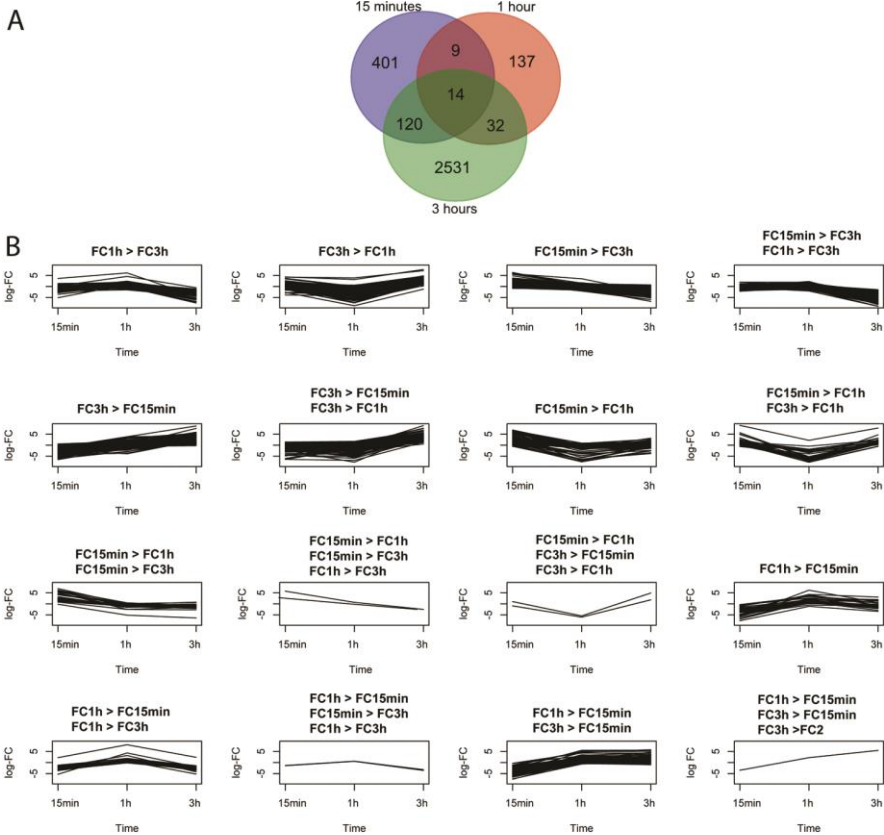 A
15 minutes
1 hour
401
9
137
14
120
32
2531
3 hours
B
FC1h > FC3h
log-FC
5
-5
15min
1h
3h
Time
FC3h > FC1h
log-FC
5
-5
15min
1h
3h
Time
FC15min > FC3h
log-FC
5
-5
15min
1h
3h
Time
FC15min > FC3h
FC1h > FC3h
log-FC
5
-5
15min
1h
3h
Time
FC3h > FC15min
log-FC
5
-5
15min
1h
3h
Time
FC3h > FC15min
FC3h > FC1h
log-FC
5
-5
15min
1h
3h
Time
FC15min > FC1h
log-FC
5
-5
15min
1h
3h
Time
FC15min > FC1h
FC3h > FC1h
log-FC
5
-5
15min
1h
3h
Time
FC15min > FC1h
FC15min > FC3h
log-FC
5
-5
15min
1h
3h
Time
FC15min > FC1h
FC15min > FC3h
FC1h > FC3h
log-FC
5
-5
15min
1h
3h
Time
FC15min > FC1h
FC3h > FC15min
FC3h > FC1h
log-FC
5
-5
15min
1h
3h
Time
FC1h > FC15min
log-FC
5
-5
15min
1h
3h
Time
FC1h > FC15min
FC1h > FC3h
log-FC
5
-5
15min
1h
3h
Time
FC1h > FC15min
FC15min > FC3h
FC1h > FC3h
log-FC
5
-5
15min
1h
3h
Time
FC1h > FC15min
FC3h > FC15min
log-FC
5
-5
15min
1h
3h
Time
FC1h > FC15min
FC3h > FC15min
FC3h >FC2
log FC
5
-5
15min
1h
3h
Time